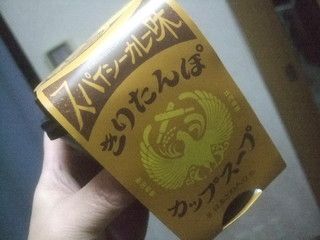 スパイシーカレー味
きりたんぽ
カップスープ